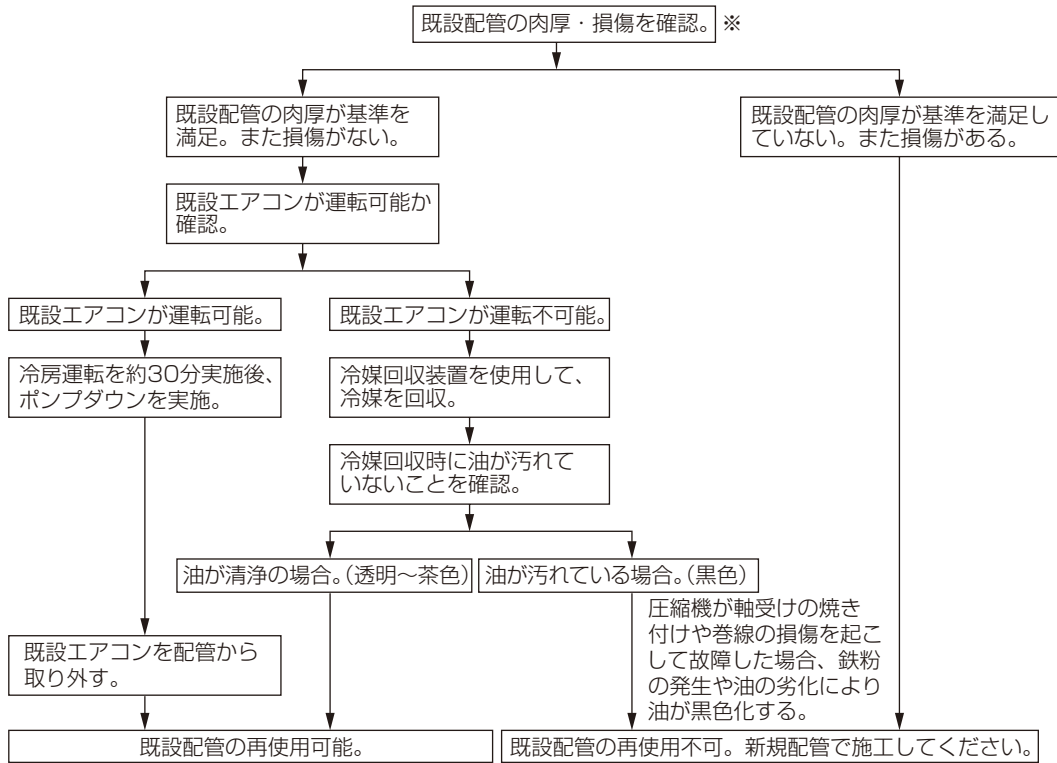 既設配管の肉厚・損傷を確認。※
既設配管の肉厚が基準を
満足。また損傷がない。
既設配管の肉厚が基準を満足し
ていない。また損傷がある。
既設エアコンが運転可能か
確認。
既設エアコンが運転可能。
既設エアコンが運転不可能。
冷房運転を約30分実施後、
ポンプダウンを実施。
冷媒回収装置を使用して、
冷媒を回収。
冷媒回収時に油が汚れて
いないことを確認。
油が清浄の場合。(透明～茶色)
油が汚れている場合。(黒色)
圧縮機が軸受けの焼き
付けや巻線の損傷を起こ
して故障した場合、鉄粉
の発生や油の劣化により
油が黒色化する。
既設エアコンを配管から
取り外す。
既設配管の再使用可能。
既設配管の再使用不可。新規配管で施工してください。